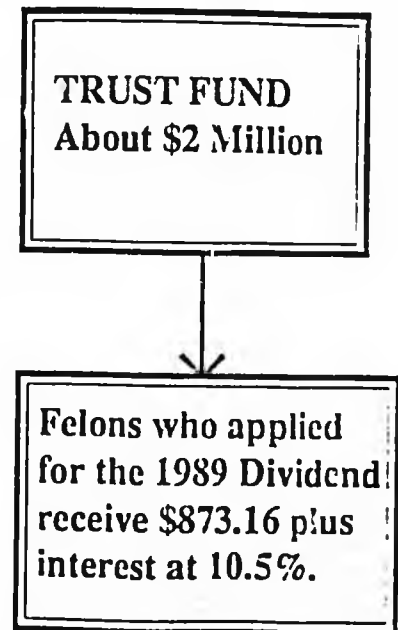 TRUST FUND
About $2 Million
Felons who applied
for the 1989 Dividend
receive $873.16 plus
interest at 10.5%.